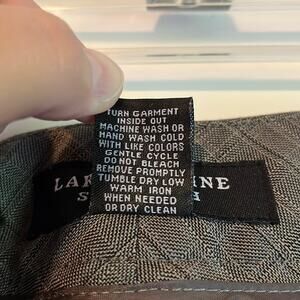 TURN GARMENT
INSIDE OUT
MACHINE WASH OR
HAND WASH COLD
WITH LIKE COLORS
GENTLE CYCLE
DO NOT BLEACH
REMOVE PROMPTLY
TUMBLE DRY LOW
WARM IRON
WHEN NEEDED
OR DRY CLEAN